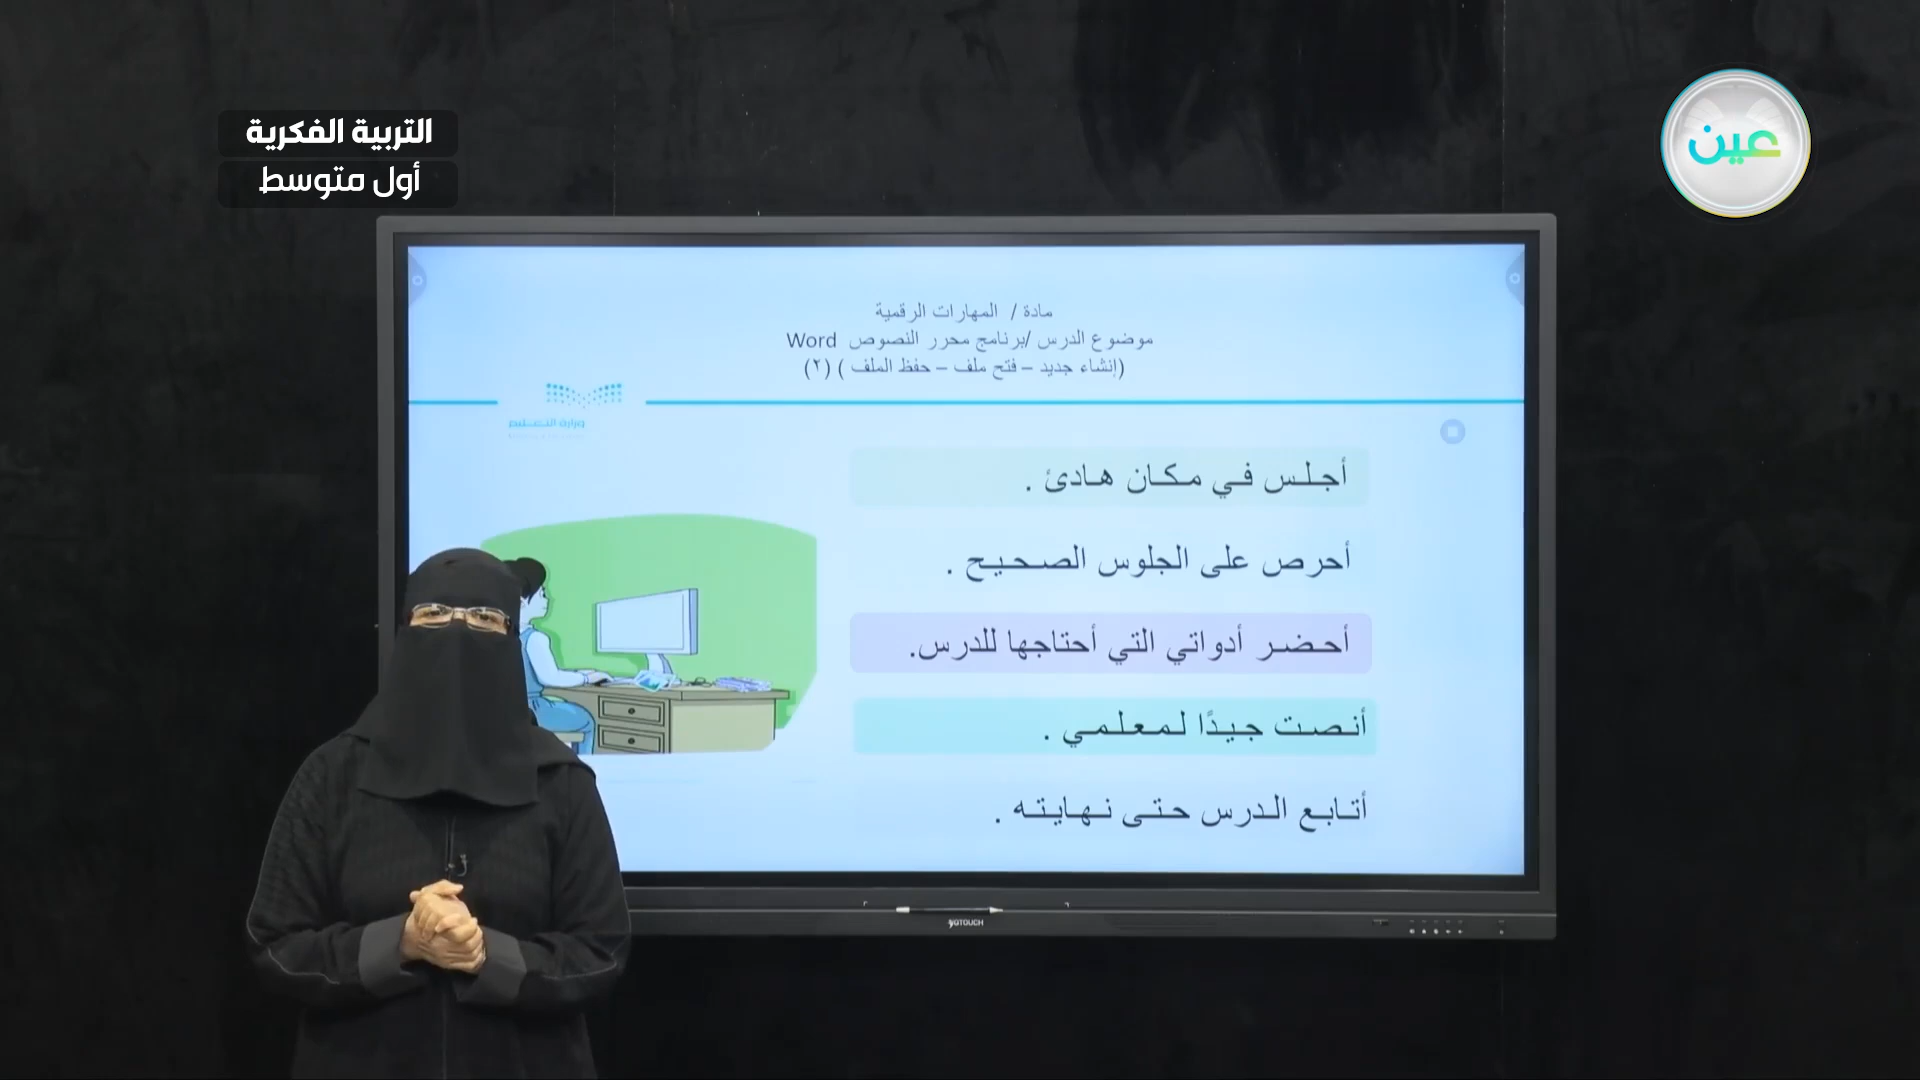 التربية الفكرية
أول متوسط
عين
مادة / المهارات الرقمية
موضوع الدرس /برنامج محرر النصوص Word
(إنشاء جديد – فتح ملف – حفظ الملف ) (٢)
وزارة التعليم
أجلس في مكان هادئ .
أحرص على الجلوس الصحيح .
أحضر أدواتي التي أحتاجها للدرس.
أنصت جيدًا لمعلمي .
أتابع الدرس حتى نهايته .
YOTOUCH